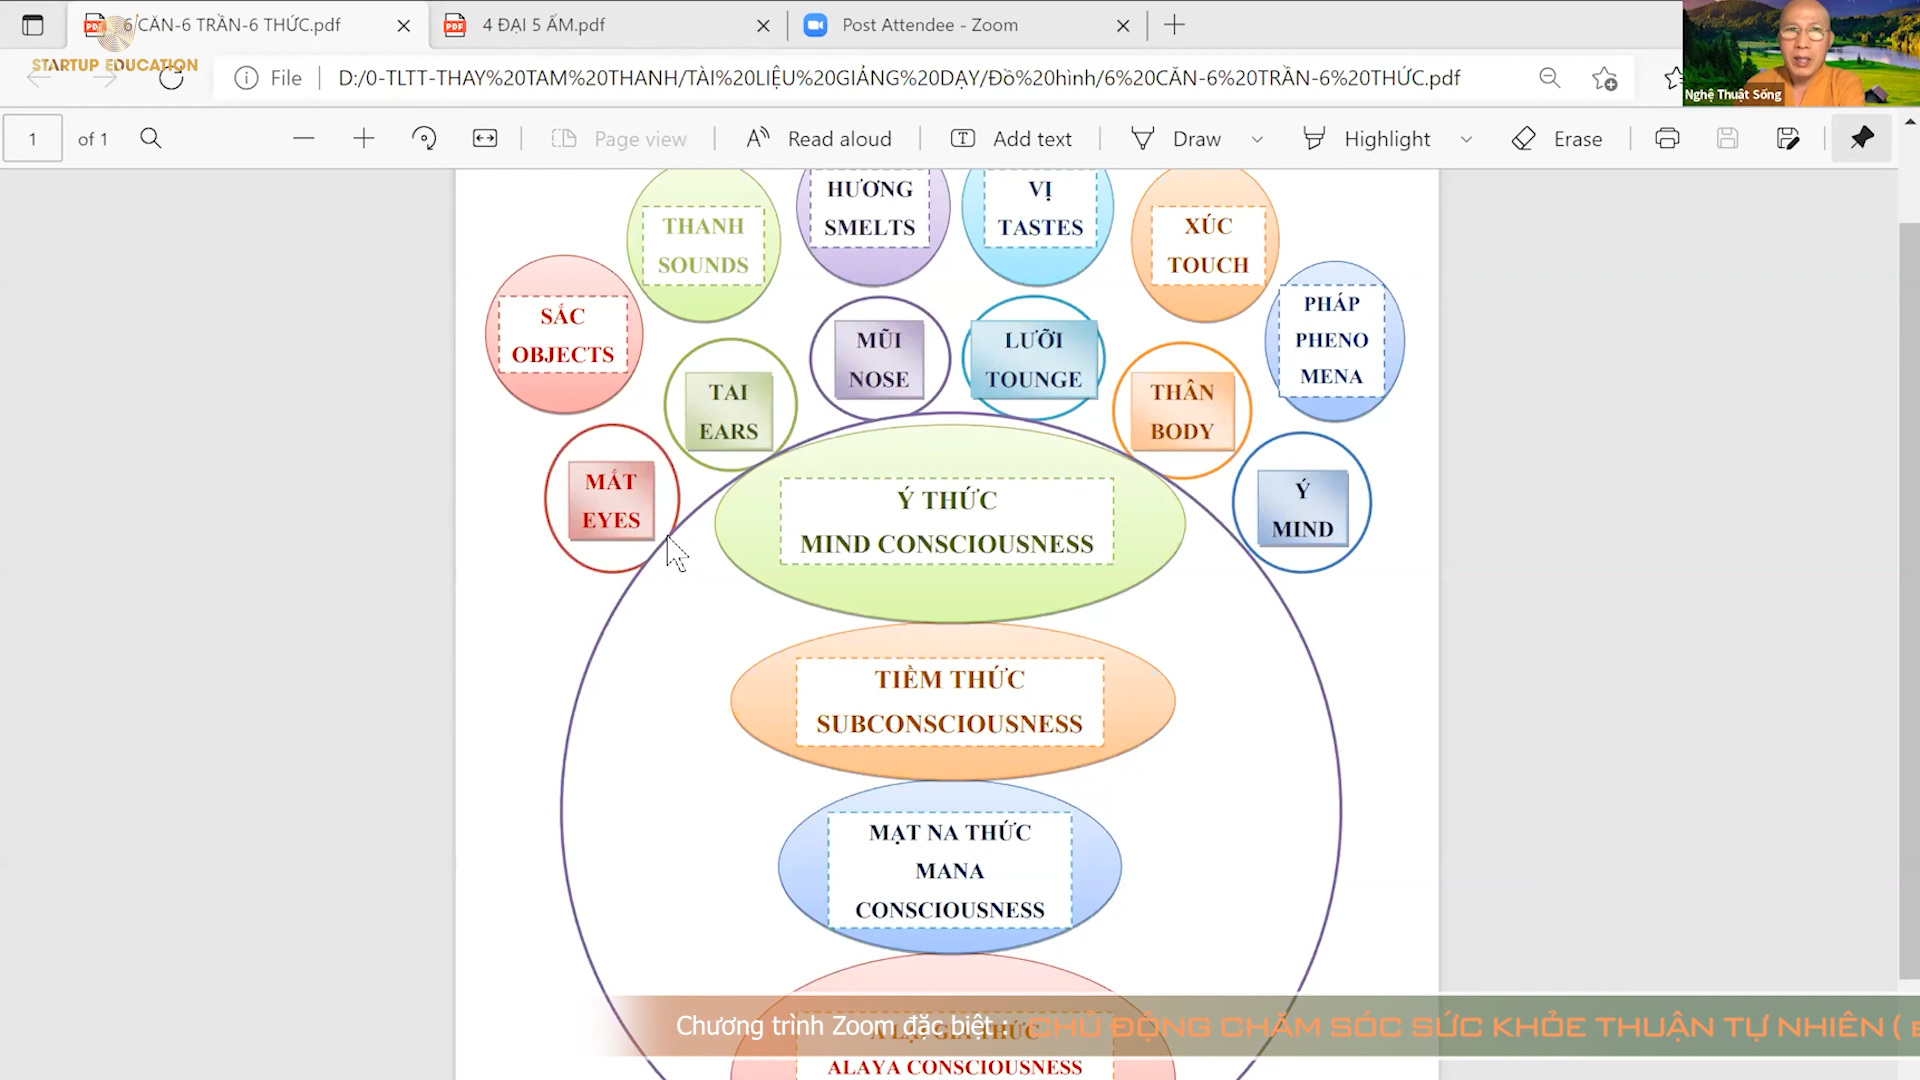 6 CĂN-6 TRẦN-6 THỨC.pdf
4 ĐẠI 5 ẤM.pdf
Post Attendee - Zoom
STARTUP EDUCATION
File
D:/0-TLTT-THAY%20TAM%20THANH/TÀI%20LIỆU%20GIẢNG%20DẠY/Đồ%20hình/6%20CĂN-6%20TRẦN-6%20THỨC.pdf
Nghệ Thuật Sống
1
of 1
Page view
Read aloud
Add text
Draw
Highlight
Erase
HƯƠNG
SMELTS
VỊ
TASTES
THANH
SOUNDS
XÚC
TOUCH
SẮC
OBJECTS
PHÁP
PHENO
MENA
MŨI
NOSE
LƯỠI
TOUNGE
TAI
EARS
THÂN
BODY
MẮT
EYES
Ý
MIND
Ý THỨC
MIND CONSCIOUSNESS
TIỀM THỨC
SUBCONSCIOUSNESS
MẠT NA THỨC
MANA
CONSCIOUSNESS
A LẠI GIA THỨC
ALAYA CONSCIOUSNESS
Chương trình Zoom đặc biệt : CHỦ ĐỘNG CHĂM SÓC SỨC KHỎE THUẬN TỰ NHIÊN (